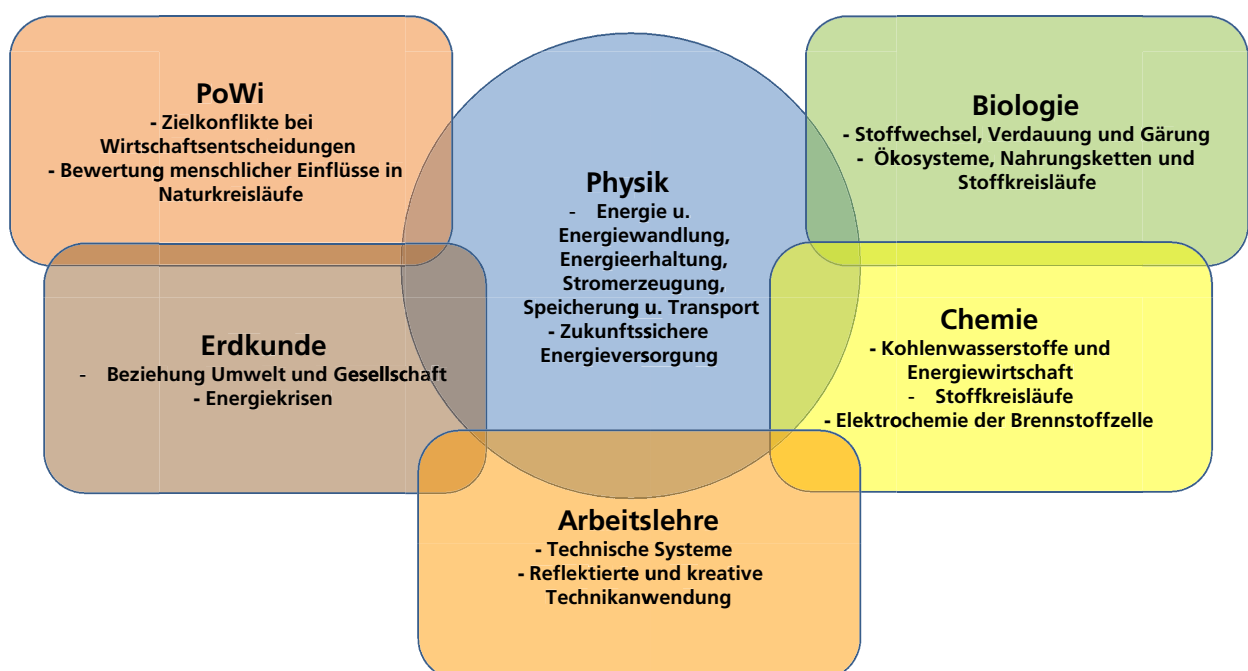 PoWi
- Zielkonflikte bei
Wirtschaftsentscheidungen
- Bewertung menschlicher Einflüsse in
Naturkreisläufe
Biologie
- Stoffwechsel, Verdauung und Gärung
- Ökosysteme, Nahrungsketten und
Stoffkreisläufe
Physik
- Energie u.
Energiewandlung,
Energieerhaltung,
Stromerzeugung,
Speicherung u. Transport
- Zukunftssichere
Energieversorgung
Erdkunde
- Beziehung Umwelt und Gesellschaft
- Energiekrisen
Chemie
- Kohlenwasserstoffe und
Energiewirtschaft
- Stoffkreisläufe
- Elektrochemie der Brennstoffzelle
Arbeitslehre
- Technische Systeme
- Reflektierte und kreative
Technikanwendung